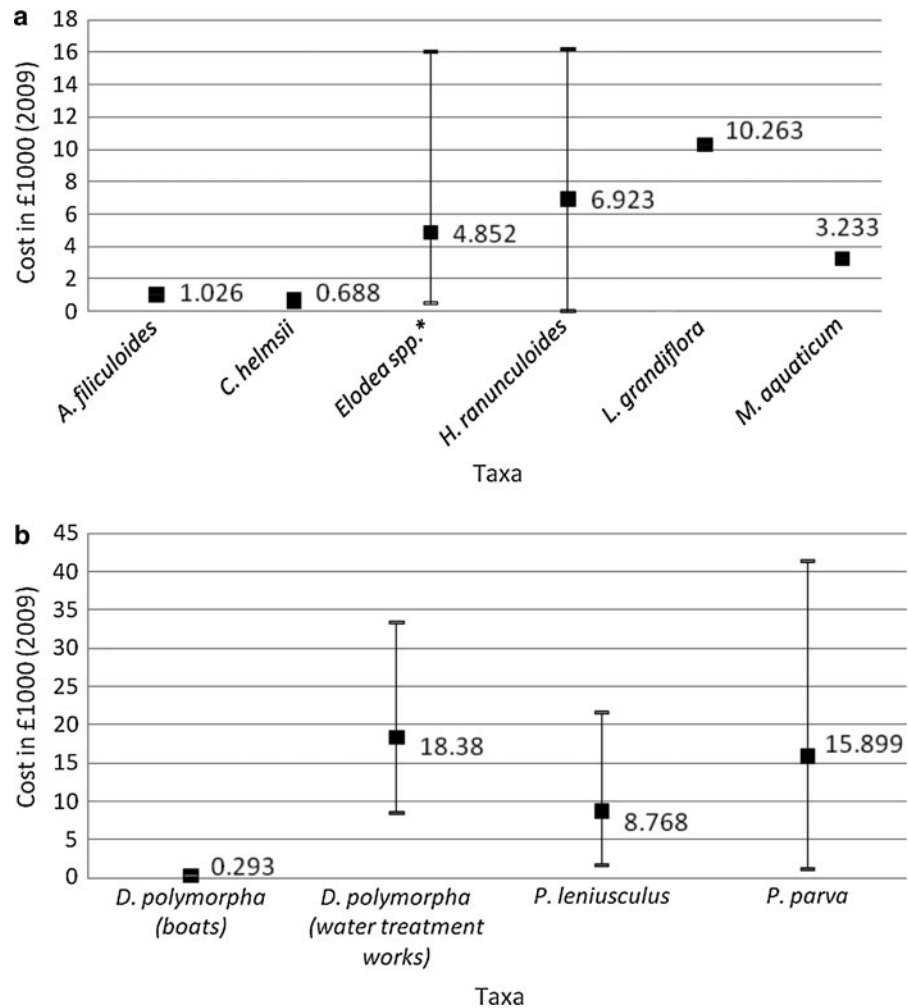 a
Cost in £1000 (2009)
18
16
14
12
10
8
6
4
2
0
1.026
0.688
4.852
6.923
10.263
3.233
A. filiculoides
C. helmsii
Elodea spp.*
H. ranunculoides
L. grandiflora
M. aquaticum
Taxa
b
Cost in £1000 (2009)
45
40
35
30
25
20
15
10
5
0
0.293
18.38
8.768
15.899
D. polymorpha
(boats)
D. polymorpha
(water treatment
works)
P. leniusculus
P. parva
Taxa